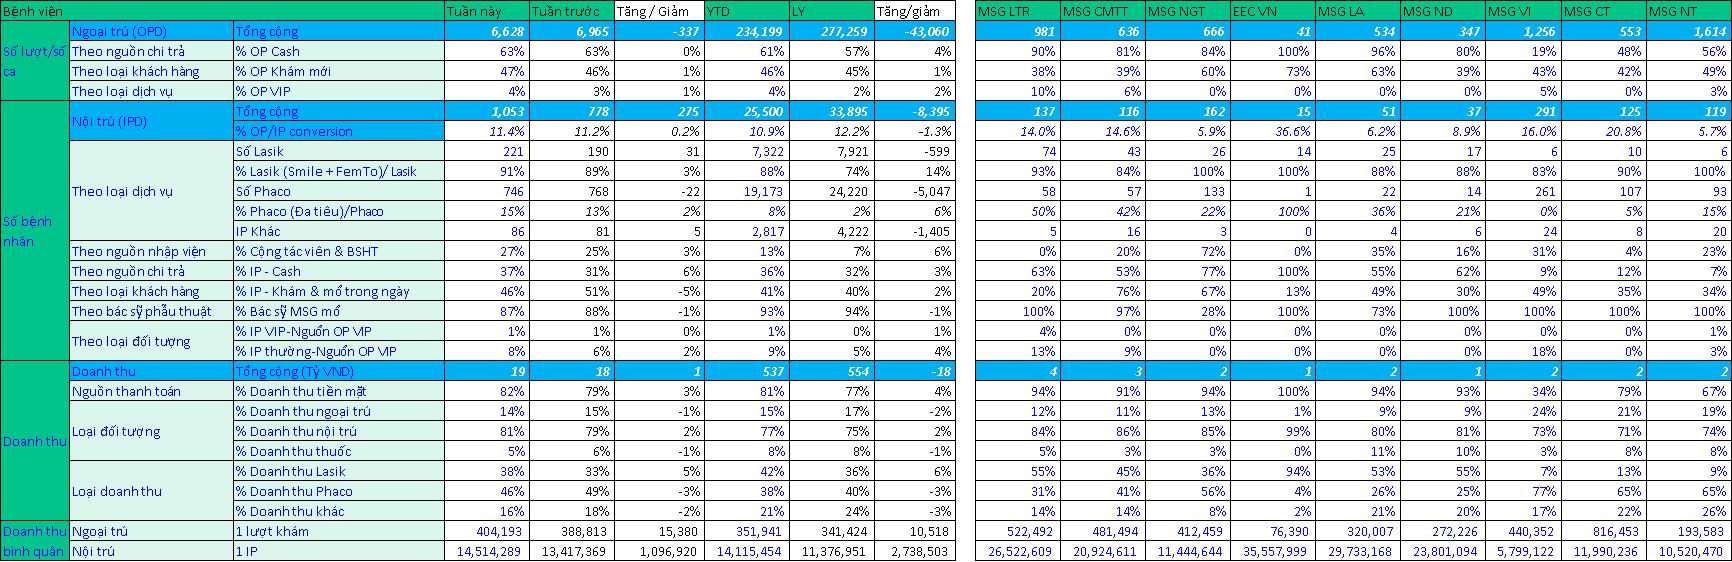 Bệnh viện Tuần này Tuần trước Tăng / Giảm YTD LY Tăng/giảm MSG LTR MSG CMTT MSG NGT EEC VN MSG LA MSG ND MSG VI MSG CT MSG NT
Số lượt/số ca Ngoại trú (OPD) Tổng cộng 6,628 6,965 -337 234,199 277,259 -43,060 981 636 666 41 534 347 1,256 553 1,614
Theo nguồn chi trả % OP Cash 63% 63% 0% 61% 57% 4% 90% 81% 84% 100% 96% 80% 19% 48% 56%
Theo loại khách hàng % OP Khám mới 47% 46% 1% 46% 45% 1% 38% 39% 60% 73% 63% 39% 43% 42% 49%
Theo loại dịch vụ % OP VIP 4% 3% 1% 4% 2% 2% 10% 6% 0% 0% 0% 0% 5% 0% 3%
Số bệnh nhân Nội trú (IPD) Tổng cộng 1,053 778 275 25,500 33,895 -8,395 137 116 162 15 51 37 291 125 119
% OP/IP conversion 11.4% 11.2% 0.2% 10.9% 12.2% -1.3% 14.0% 14.6% 5.9% 36.6% 6.2% 8.9% 16.0% 20.8% 5.7%
Theo loại dịch vụ Số Lasik 221 190 31 7,322 7,921 -599 74 43 26 14 25 17 6 10 6
% Lasik (Smile + FemTo)/ Lasik 91% 89% 3% 88% 74% 14% 93% 84% 100% 100% 88% 88% 83% 90% 100%
Số Phaco 746 768 -22 19,173 24,220 -5,047 58 57 133 1 22 14 261 107 93
% Phaco (Đa tiêu)/Phaco 15% 13% 2% 8% 2% 6% 50% 42% 22% 100% 36% 21% 0% 5% 15%
IP Khác 86 81 5 2,817 4,222 -1,405 5 16 3 0 4 6 24 8 20
Theo nguồn nhập viện % Cộng tác viên & BSHT 27% 25% 3% 13% 7% 6% 0% 20% 72% 0% 35% 16% 31% 4% 23%
Theo nguồn chi trả % IP - Cash 37% 31% 6% 36% 32% 3% 63% 53% 77% 100% 55% 62% 9% 12% 7%
Theo loại khách hàng % IP - Khám & mổ trong ngày 46% 51% -5% 41% 40% 2% 20% 76% 67% 13% 49% 30% 49% 35% 34%
Theo bác sỹ phẫu thuật % Bác sỹ MSG mổ 87% 88% -1% 93% 94% -1% 100% 97% 28% 100% 73% 100% 100% 100% 100%
Theo loại đối tượng % IP VIP-Nguồn OP VIP 1% 1% 0% 1% 0% 1% 4% 0% 0% 0% 0% 0% 0% 0% 1%
% IP thường-Nguồn OP VIP 8% 6% 2% 9% 5% 4% 13% 9% 0% 0% 0% 0% 18% 0% 3%
Doanh thu Doanh thu Tổng cộng (Tỷ VND) 19 18 1 537 554 -18 4 3 2 1 2 1 2 2 2
Nguồn thanh toán % Doanh thu tiền mặt 82% 79% 3% 81% 77% 4% 94% 91% 94% 100% 94% 93% 34% 79% 67%
Loại đối tượng % Doanh thu ngoại trú 14% 15% -1% 15% 17% -2% 12% 11% 13% 1% 9% 9% 24% 21% 19%
% Doanh thu nội trú 81% 79% 2% 77% 75% 2% 84% 86% 85% 99% 80% 81% 73% 71% 74%
% Doanh thu thuốc 5% 6% -1% 8% 8% -1% 5% 3% 3% 0% 11% 10% 3% 8% 8%
Loại doanh thu % Doanh thu Lasik 38% 33% 5% 42% 36% 6% 55% 45% 36% 94% 53% 55% 7% 13% 9%
% Doanh thu Phaco 46% 49% -3% 38% 40% -3% 31% 41% 56% 4% 26% 25% 77% 65% 65%
% Doanh thu khác 16% 18% -2% 21% 24% -3% 14% 14% 8% 2% 21% 20% 17% 22% 26%
Doanh thu bình quân Ngoại trú 1 lượt khám 404,193 388,813 15,380 351,941 341,424 10,518 522,492 481,494 412,459 76,390 320,007 272,226 440,352 816,453 193,583
Nội trú 1 IP 14,514,289 13,417,369 1,096,920 14,115,454 11,376,951 2,738,503 26,522,609 20,924,611 11,444,644 35,557,999 29,733,168 23,801,094 5,799,122 11,990,236 10,520,470